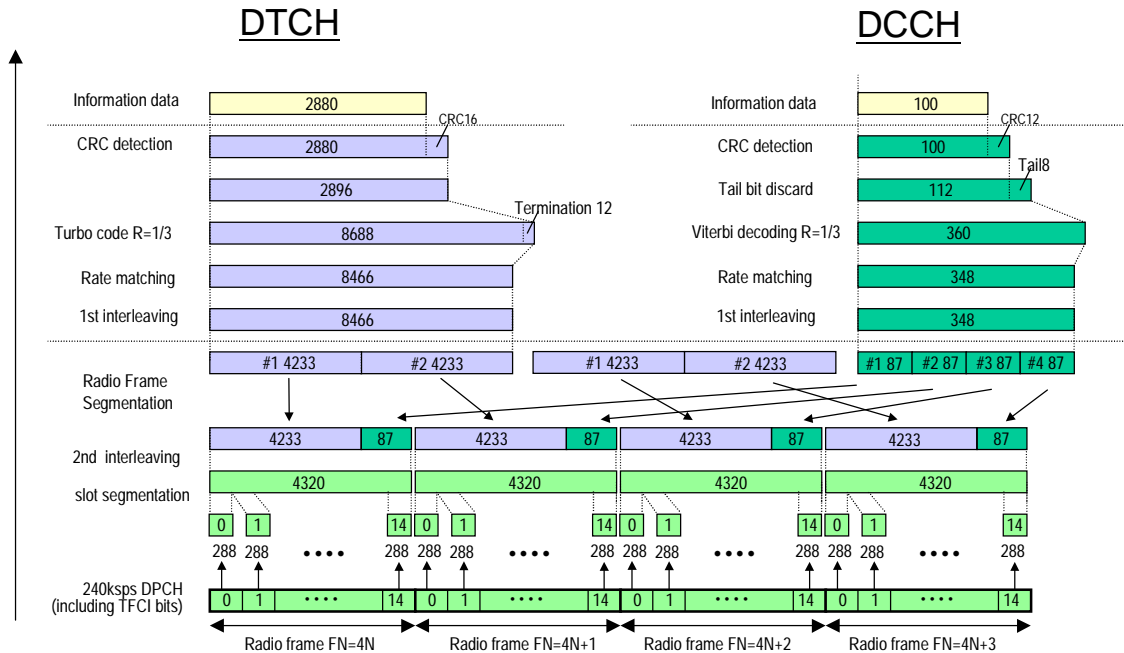 DTCH DCCH
Information data 2880 Information data 100
CRC16 CRC12
CRC detection 2880 CRC detection 100
Tail8
2896 Tail bit discard 112
Termination 12
Turbo code R=1/3 8688 Viterbi decoding R=1/3 360
Rate matching 8466 Rate matching 348
1st interleaving 8466 1st interleaving 348
#1 4233 #2 4233 #1 4233 #2 4233 #1 87 #2 87 #3 87 #4 87
Radio Frame
Segmentation
4233 87 4233 87 4233 87 4233 87
2nd interleaving
4320 4320 4320 4320
slot segmentation
0 1 14 0 1 14 0 1 14 0 1 14
288 288 •••• 288 288 288 •••• 288 288 288 •••• 288 288 288 •••• 288
240ksps DPCH
(including TFCI bits)
0 1 •••• 14 0 1 •••• 14 0 1 •••• 14 0 1 •••• 14
Radio frame FN=4N Radio frame FN=4N+1 Radio frame FN=4N+2 Radio frame FN=4N+3